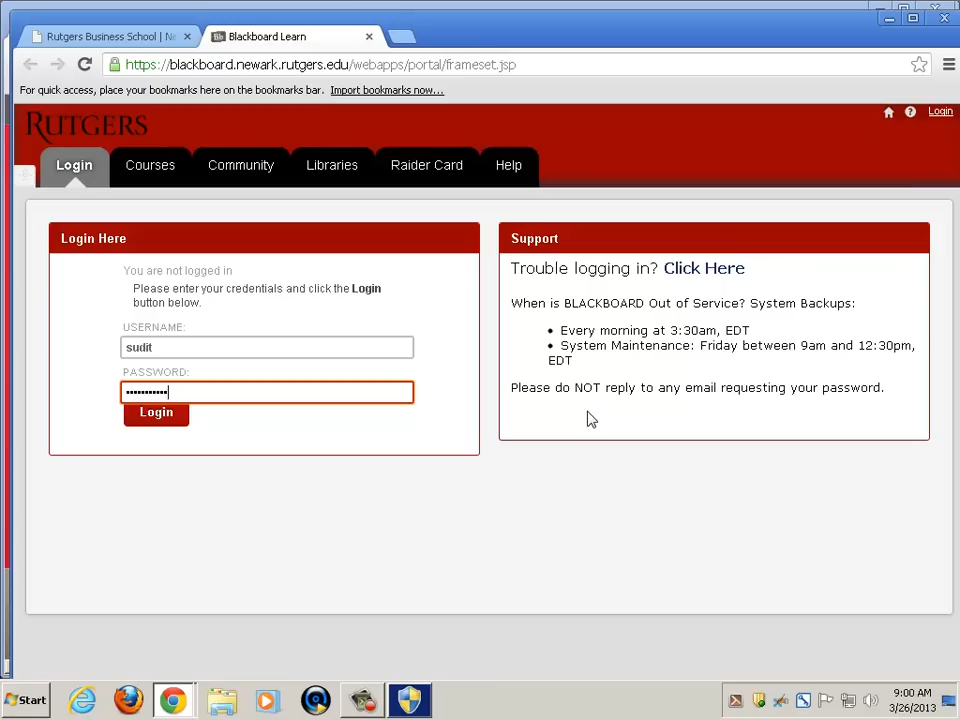 Rutgers Business School | Ne
Blackboard Learn
https://blackboard.newark.rutgers.edu/webapps/portal/frameset.jsp
For quick access, place your bookmarks here on the bookmarks bar. Import bookmarks now...
RUTGERS
Login
Login Courses Community Libraries Raider Card Help
Login Here
You are not logged in
Please enter your credentials and click the Login
button below.
USERNAME:
sudit
PASSWORD:
•••••••••••
Login
Support
Trouble logging in? Click Here
When is BLACKBOARD Out of Service? System Backups:
• Every morning at 3:30am, EDT
• System Maintenance: Friday between 9am and 12:30pm,
EDT
Please do NOT reply to any email requesting your password.
Start
9:00 AM
3/26/2013